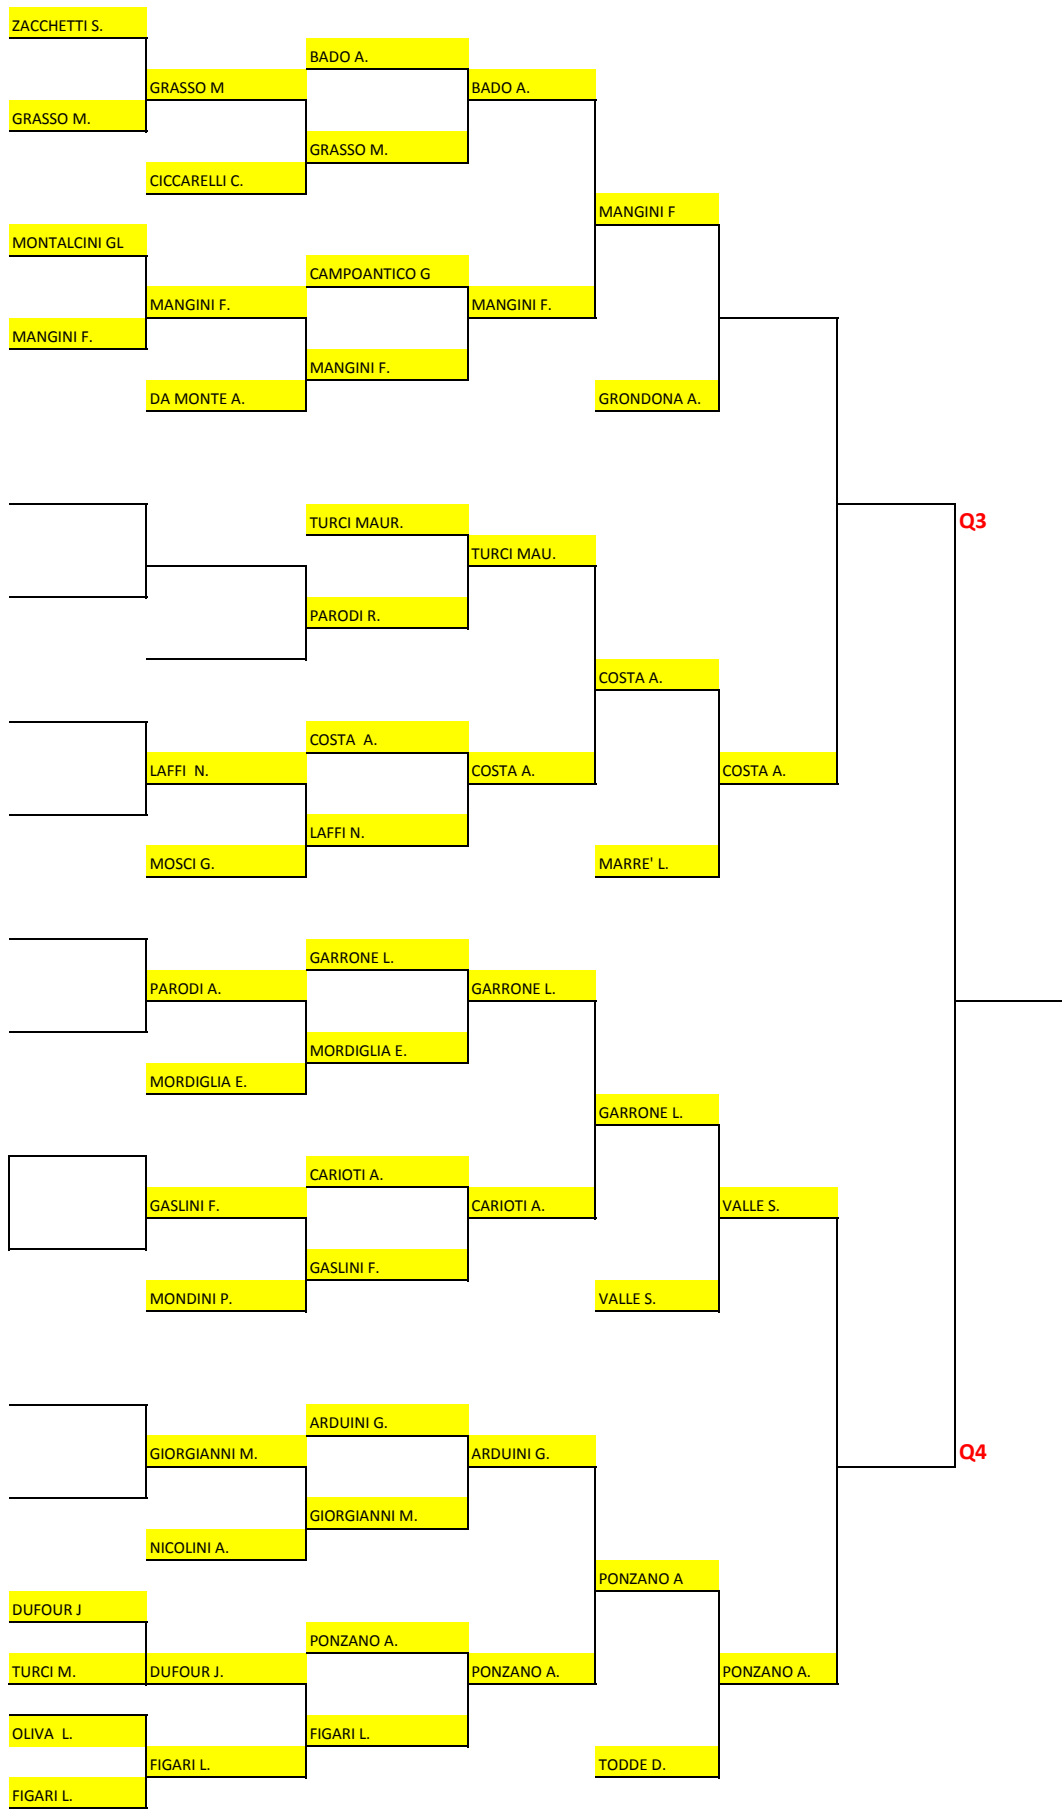 ZACCHETTI S.
BADO A.
GRASSO M
BADO A.
GRASSO M.
GRASSO M.
CICCARELLI C.
MANGINI F
MONTALCINI GL
CAMPOANTICO G
MANGINI F.
MANGINI F.
MANGINI F.
MANGINI F.
DA MONTE A.
GRONDONA A.
TURCI MAUR.
Q3
TURCI MAU.
PARODI R.
COSTA A.
COSTA  A.
LAFFI  N.
COSTA A.
COSTA A.
LAFFI N.
MOSCI G.
MARRE' L.
GARRONE L.
PARODI A.
GARRONE L.
MORDIGLIA E.
MORDIGLIA E.
GARRONE L.
CARIOTI A.
GASLINI F.
CARIOTI A.
VALLE S.
GASLINI F.
MONDINI P.
VALLE S.
ARDUINI G.
GIORGIANNI M.
ARDUINI G.
Q4
GIORGIANNI M.
NICOLINI A.
PONZANO A
DUFOUR J
PONZANO A.
TURCI M.
DUFOUR J.
PONZANO A.
PONZANO A.
OLIVA  L.
FIGARI L.
FIGARI L.
TODDE D.
FIGARI L.